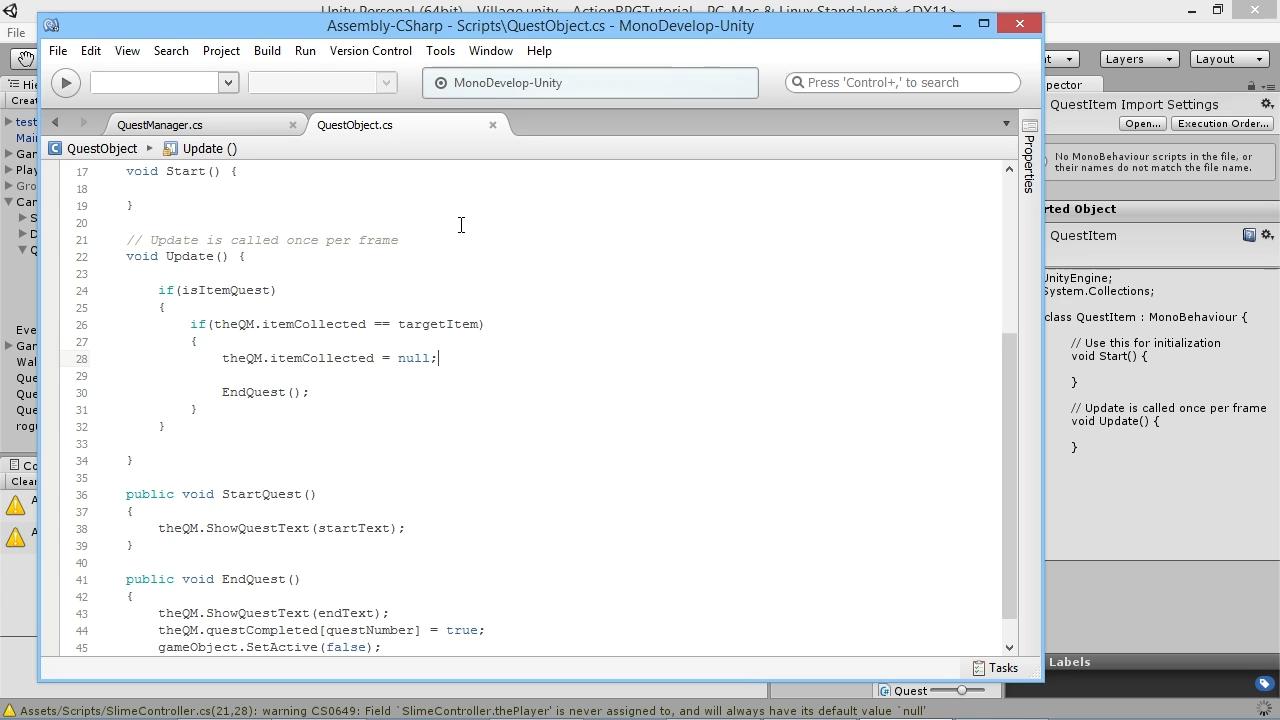 Unity Personal (64bit) - Village.unity - ActionRPGTutorial - PC, Mac & Linux Standalone* <DX11>
Assembly-CSharp - Scripts\QuestObject.cs - MonoDevelop-Unity
File
File Edit View Search Project Build Run Version Control Tools Window Help
Layers Layout
MonoDevelop-Unity
Press 'Control+,' to search
QuestItem Import Settings
Open... Execution Order...
QuestManager.cs QuestObject.cs
QuestObject Update ()
Properties
No MonoBehaviour scripts in the file, or
their names do not match the file name.
QuestItem
17 void Start() {
18
19 }
20
21 // Update is called once per frame
22 void Update() {
23
24 if(isItemQuest)
25 {
26 if(theQM.itemCollected == targetItem)
27 {
28 theQM.itemCollected = null;
29
30 EndQuest();
31 }
32 }
33
34 }
35
36 public void StartQuest()
37 {
38 theQM.ShowQuestText(startText);
39 }
40
41 public void EndQuest()
42 {
43 theQM.ShowQuestText(endText);
44 theQM.questCompleted[questNumber] = true;
45 gameObject.SetActive(false);
Tasks
System.Collections;
class QuestItem : MonoBehaviour {
// Use this for initialization
void Start() {
}
// Update is called once per frame
void Update() {
}
Labels
Quest
Assets/Scripts/SlimeController.cs(21,28): warning CS0649: Field `SlimeController.thePlayer' is never assigned to, and will always have its default value `null'